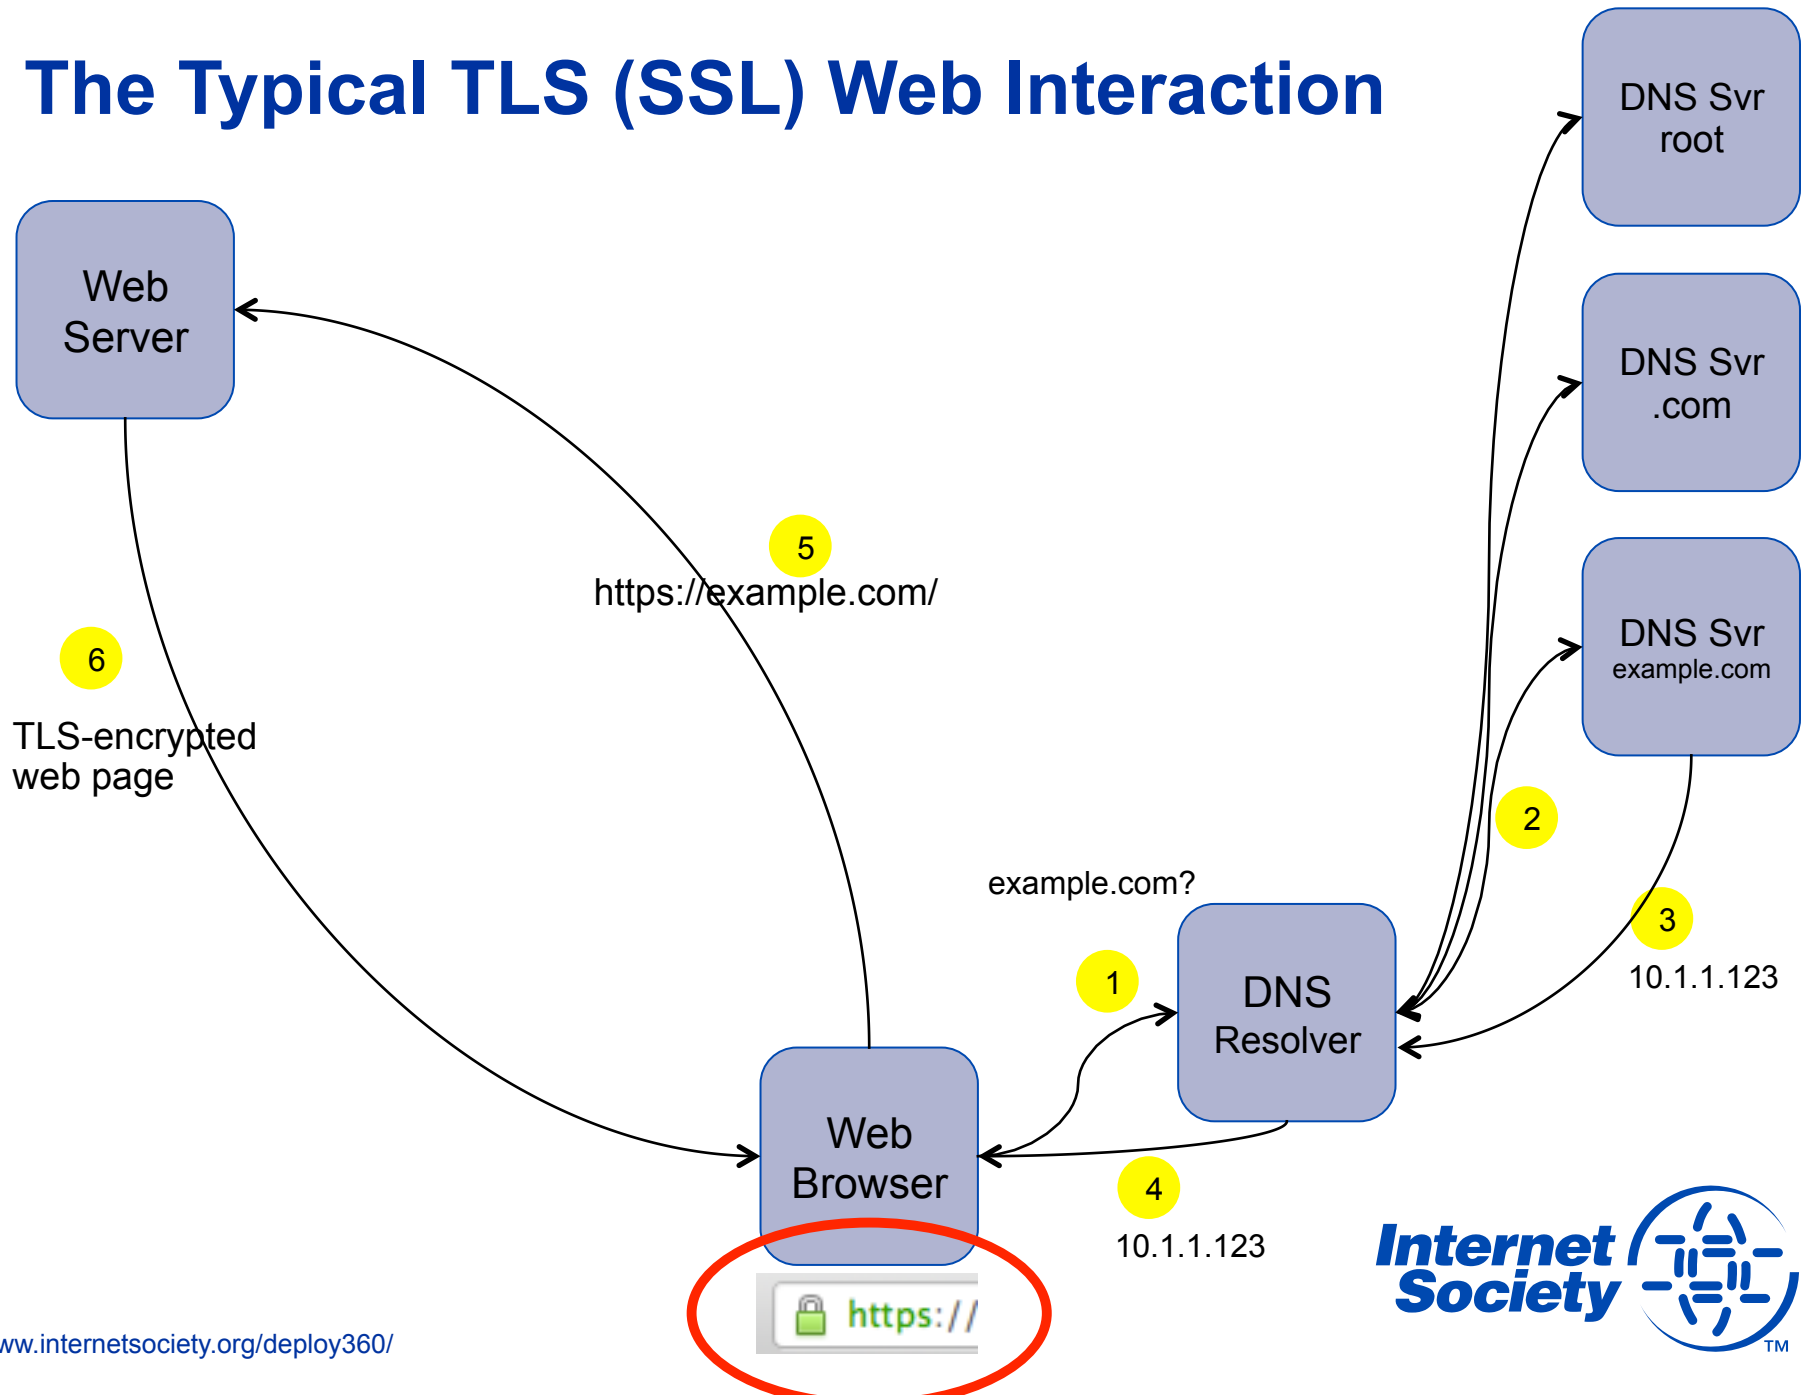 The Typical TLS (SSL) Web Interaction
DNS Svr
root
Web
Server
DNS Svr
.com
5
https://example.com/
DNS Svr
example.com
6
TLS-encrypted
web page
2
example.com?
3
10.1.1.123
1
DNS
Resolver
Web
Browser
4
10.1.1.123
https://
Internet
Society
TM
ww.internetsociety.org/deploy360/